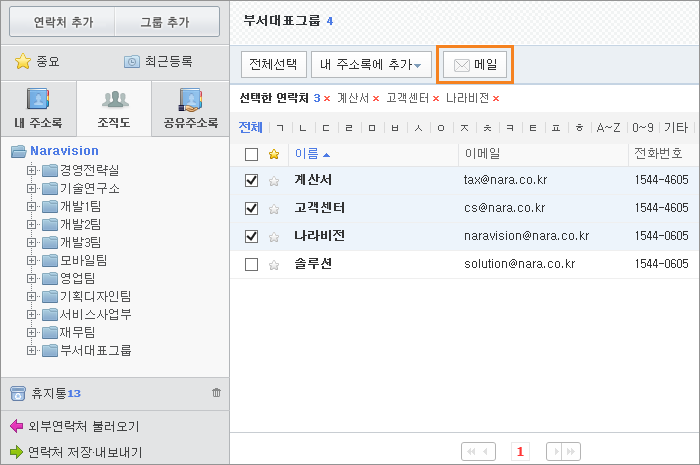 연락처 추가 그룹 추가
중요 최근등록
내 주소록 조직도 공유주소록
Naravision
경영전략실
기술연구소
개발1팀
개발2팀
개발3팀
모바일팀
영업팀
기획디자인팀
서비스사업부
재무팀
부서대표그룹
휴지통13
외부연락처 불러오기
연락처 저장·내보내기
부서대표그룹 4
전체선택 내 주소록에 추가 메일
선택한 연락처 3 × 계산서 × 고객센터 × 나라비전 ×
전체 ㄱ ㄴ ㄷ ㄹ ㅁ ㅂ ㅅ ㅇ ㅈ ㅊ ㅋ ㅌ ㅍ ㅎ A~Z 0~9 기타
이름 이메일 전화번호
계산서 tax@nara.co.kr 1544-4605
고객센터 cs@nara.co.kr 1544-4605
나라비전 naravision@nara.co.kr 1544-0605
솔루션 solution@nara.co.kr 1544-0605
1